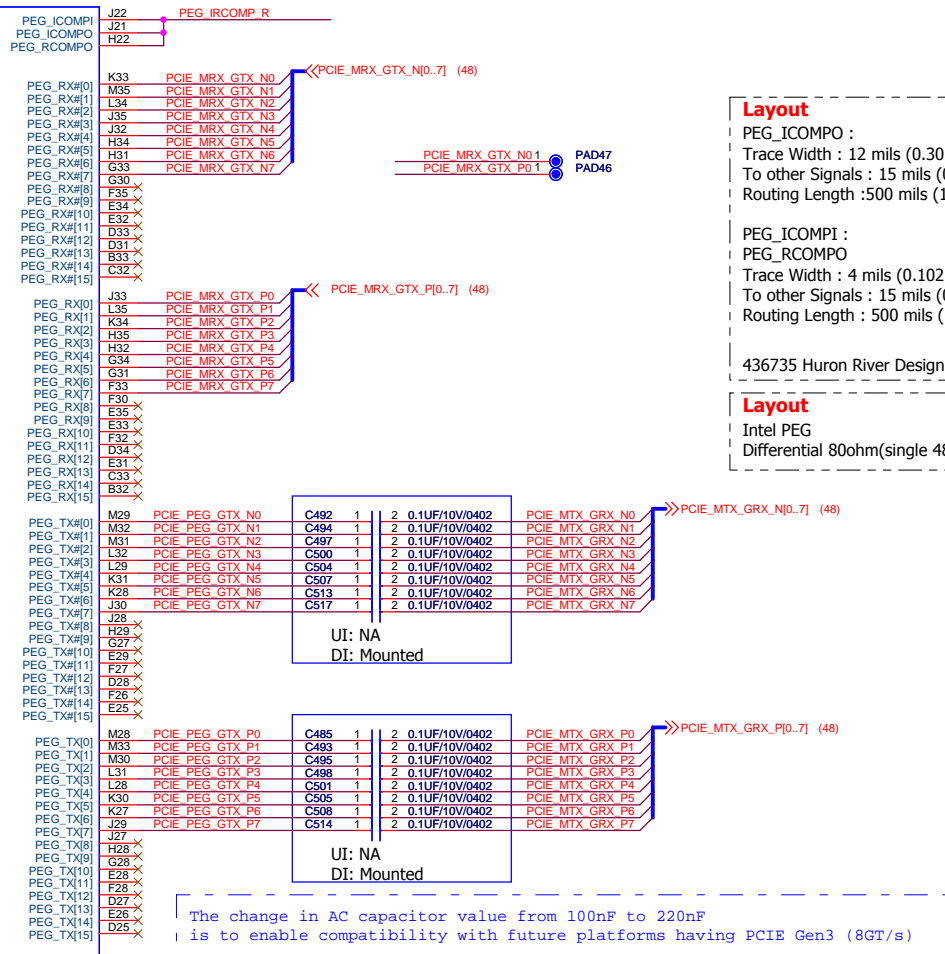 PEG_ICOMPI J22 PEG_IRCOMP_R
PEG_ICOMPO J21
PEG_RCOMPO H22
PCIE_MRX_GTX_N[0..7] (48)
PEG_RX#[0] K33 PCIE_MRX_GTX_N0
PEG_RX#[1] M35 PCIE_MRX_GTX_N1
PEG_RX#[2] L34 PCIE_MRX_GTX_N2
PEG_RX#[3] J35 PCIE_MRX_GTX_N3
PEG_RX#[4] J32 PCIE_MRX_GTX_N4
PEG_RX#[5] H34 PCIE_MRX_GTX_N5
PEG_RX#[6] H31 PCIE_MRX_GTX_N6
PEG_RX#[7] G33 PCIE_MRX_GTX_N7
PEG_RX#[8] G30
PEG_RX#[9] F35
PEG_RX#[10] E34
PEG_RX#[11] E32
PEG_RX#[12] D33
PEG_RX#[13] D31
PEG_RX#[14] B33
PEG_RX#[15] C32
PCIE_MRX_GTX_N0 1 PAD47
PCIE_MRX_GTX_P0 1 PAD46
Layout
PEG_ICOMPO :
Trace Width : 12 mils (0.30
To other Signals : 15 mils (0
Routing Length :500 mils (1
PEG_ICOMPI :
PEG_RCOMPO
Trace Width : 4 mils (0.102
To other Signals : 15 mils (0
Routing Length : 500 mils (
436735 Huron River Design
Layout
Intel PEG
Differential 80ohm(single 48
PCIE_MRX_GTX_P[0..7] (48)
PEG_RX[0] J33 PCIE_MRX_GTX_P0
PEG_RX[1] L35 PCIE_MRX_GTX_P1
PEG_RX[2] K34 PCIE_MRX_GTX_P2
PEG_RX[3] H35 PCIE_MRX_GTX_P3
PEG_RX[4] H32 PCIE_MRX_GTX_P4
PEG_RX[5] G34 PCIE_MRX_GTX_P5
PEG_RX[6] G31 PCIE_MRX_GTX_P6
PEG_RX[7] F33 PCIE_MRX_GTX_P7
PEG_RX[8] F30
PEG_RX[9] E35
PEG_RX[10] E33
PEG_RX[11] F32
PEG_RX[12] D34
PEG_RX[13] E31
PEG_RX[14] C33
PEG_RX[15] B32
PCIE_MTX_GRX_N[0..7] (48)
PEG_TX#[0] M29 PCIE_PEG_GTX_N0 C492 1 2 0.1UF/10V/0402 PCIE_MTX_GRX_N0
PEG_TX#[1] M32 PCIE_PEG_GTX_N1 C494 1 2 0.1UF/10V/0402 PCIE_MTX_GRX_N1
PEG_TX#[2] M31 PCIE_PEG_GTX_N2 C497 1 2 0.1UF/10V/0402 PCIE_MTX_GRX_N2
PEG_TX#[3] L32 PCIE_PEG_GTX_N3 C500 1 2 0.1UF/10V/0402 PCIE_MTX_GRX_N3
PEG_TX#[4] L29 PCIE_PEG_GTX_N4 C504 1 2 0.1UF/10V/0402 PCIE_MTX_GRX_N4
PEG_TX#[5] K31 PCIE_PEG_GTX_N5 C507 1 2 0.1UF/10V/0402 PCIE_MTX_GRX_N5
PEG_TX#[6] K28 PCIE_PEG_GTX_N6 C513 1 2 0.1UF/10V/0402 PCIE_MTX_GRX_N6
PEG_TX#[7] J30 PCIE_PEG_GTX_N7 C517 1 2 0.1UF/10V/0402 PCIE_MTX_GRX_N7
PEG_TX#[8] J28
PEG_TX#[9] H29
PEG_TX#[10] G27
PEG_TX#[11] E29
PEG_TX#[12] F27
PEG_TX#[13] D28
PEG_TX#[14] F26
PEG_TX#[15] E25
UI: NA
DI: Mounted
PCIE_MTX_GRX_P[0..7] (48)
PEG_TX[0] M28 PCIE_PEG_GTX_P0 C485 1 2 0.1UF/10V/0402 PCIE_MTX_GRX_P0
PEG_TX[1] M33 PCIE_PEG_GTX_P1 C493 1 2 0.1UF/10V/0402 PCIE_MTX_GRX_P1
PEG_TX[2] M30 PCIE_PEG_GTX_P2 C495 1 2 0.1UF/10V/0402 PCIE_MTX_GRX_P2
PEG_TX[3] L31 PCIE_PEG_GTX_P3 C498 1 2 0.1UF/10V/0402 PCIE_MTX_GRX_P3
PEG_TX[4] L28 PCIE_PEG_GTX_P4 C501 1 2 0.1UF/10V/0402 PCIE_MTX_GRX_P4
PEG_TX[5] K30 PCIE_PEG_GTX_P5 C505 1 2 0.1UF/10V/0402 PCIE_MTX_GRX_P5
PEG_TX[6] K27 PCIE_PEG_GTX_P6 C508 1 2 0.1UF/10V/0402 PCIE_MTX_GRX_P6
PEG_TX[7] J29 PCIE_PEG_GTX_P7 C514 1 2 0.1UF/10V/0402 PCIE_MTX_GRX_P7
PEG_TX[8] J27
PEG_TX[9] H28
PEG_TX[10] G28
PEG_TX[11] E28
PEG_TX[12] F28
PEG_TX[13] D27
PEG_TX[14] E26
PEG_TX[15] D25
UI: NA
DI: Mounted
The change in AC capacitor value from 100nF to 220nF
is to enable compatibility with future platforms having PCIE Gen3 (8GT/s)